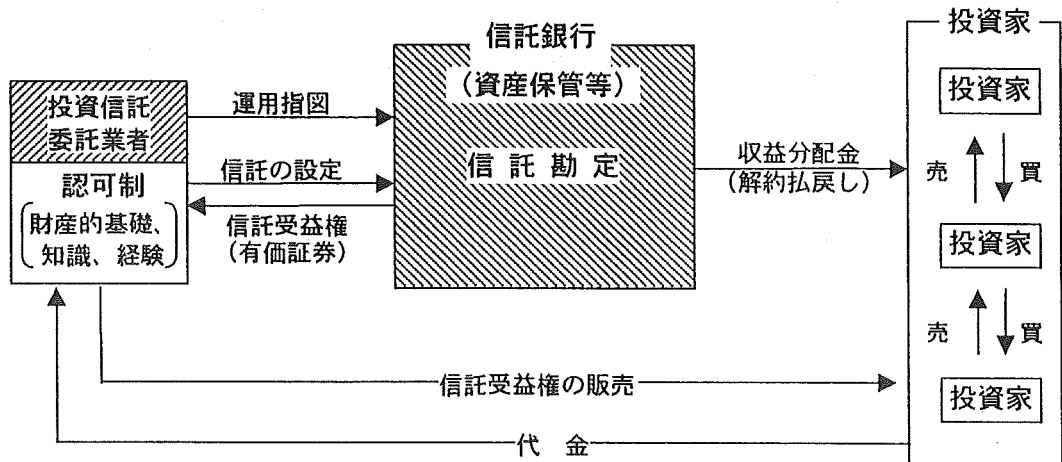 投資信託
委託業者
認可制
財産的基礎、
知識、経験
運用指図
信託の設定
信託受益権
(有価証券)
信託銀行
(資産保管等)
信託勘定
収益分配金
(解約払戻し)
投資家
投資家
売
買
投資家
売
買
投資家
信託受益権の販売
代 金